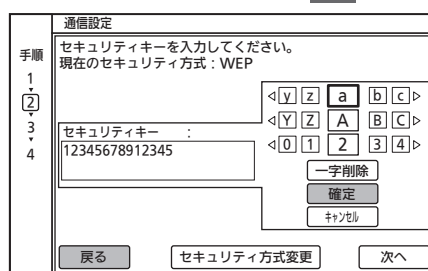 通信設定
手順
1
2
3
4
セキュリティキーを入力してください。
現在のセキュリティ方式：WEP
セキュリティキー　：
12345678912345
y z a b c
Y Z A B C
0 1 2 3 4
一字削除
確定
ｷｬﾝｾﾙ
戻る
セキュリティ方式変更
次へ